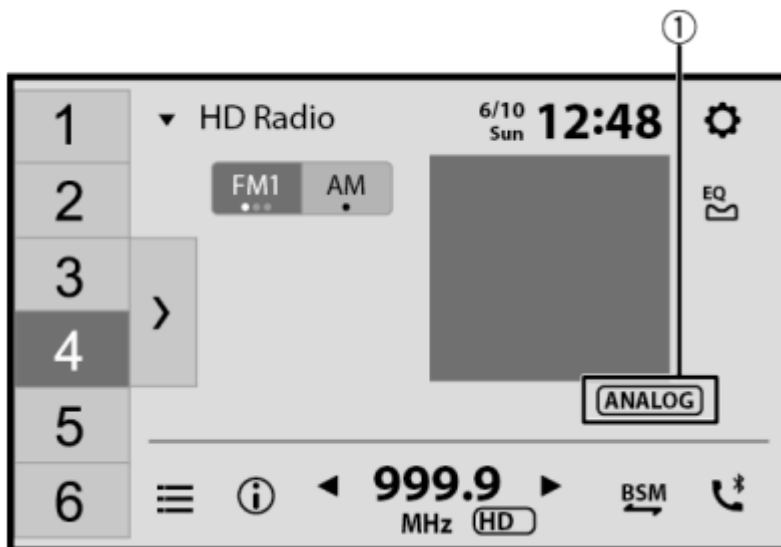 ①
1
2
3
4
5
6
▼ HD Radio
6/10
Sun
12:48
FM1
AM
EQ
ANALOG
999.9
MHz
HD
BSM